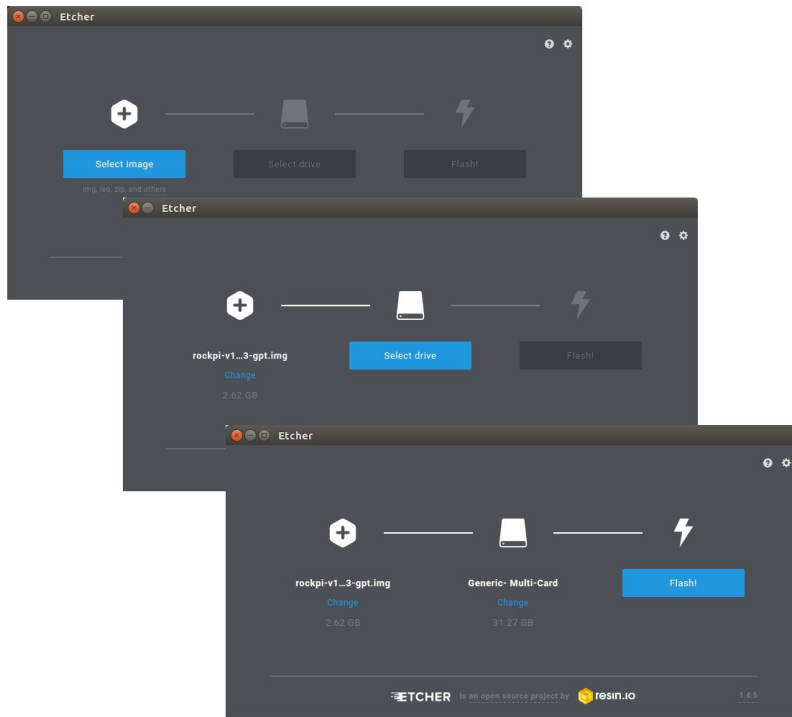 Etcher
Select Image
Select drive
Flash!
img, iso, zip, and others
Etcher
rockpi-v1...3-gpt.img
Select drive
Flash!
Change
2.62 GB
Etcher
rockpi-v1...3-gpt.img
Generic- Multi-Card
Flash!
Change
Change
2.62 GB
31.27 GB
ETCHER is an open source project by resin.io
1.4.5